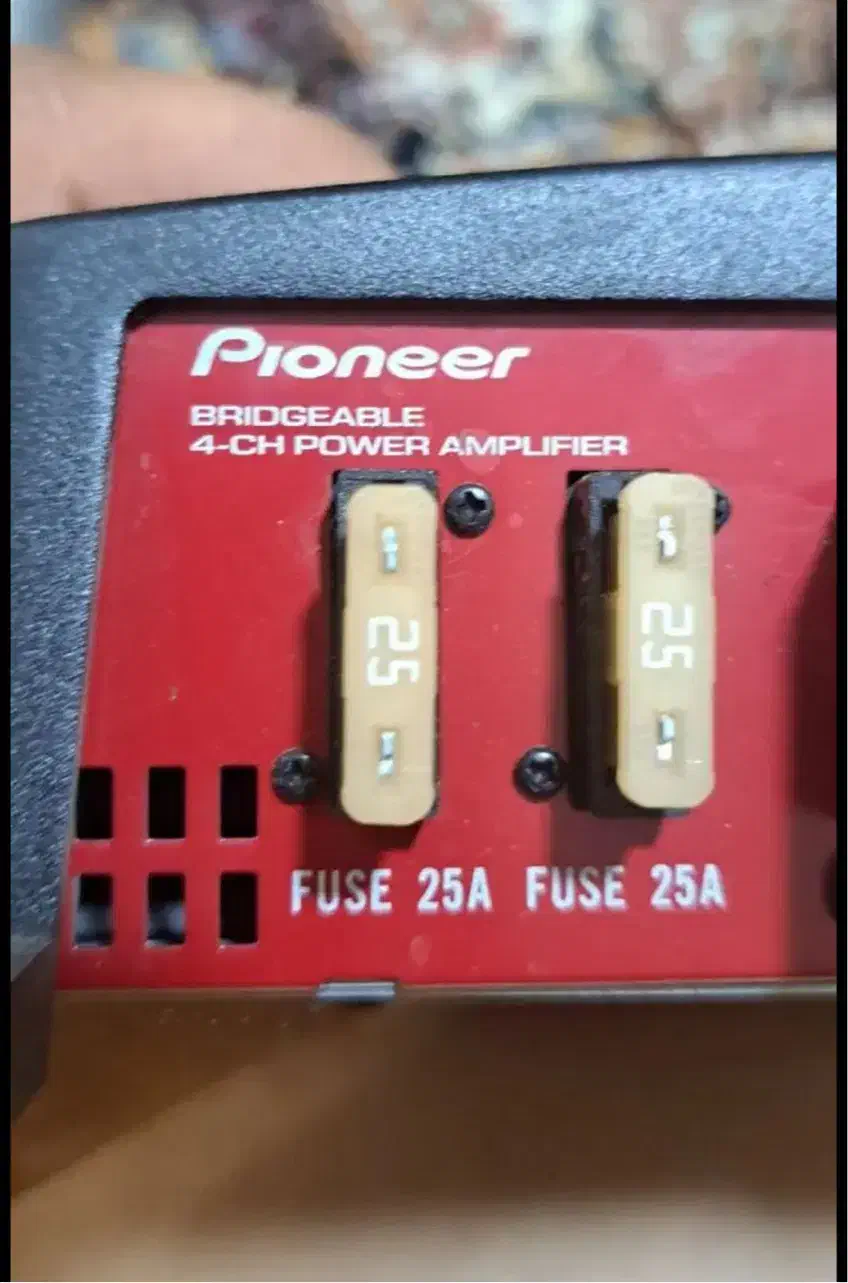 Pioneer
BRIDGEABLE
4-CH POWER AMPLIFIER
25
25
FUSE 25A FUSE 25A